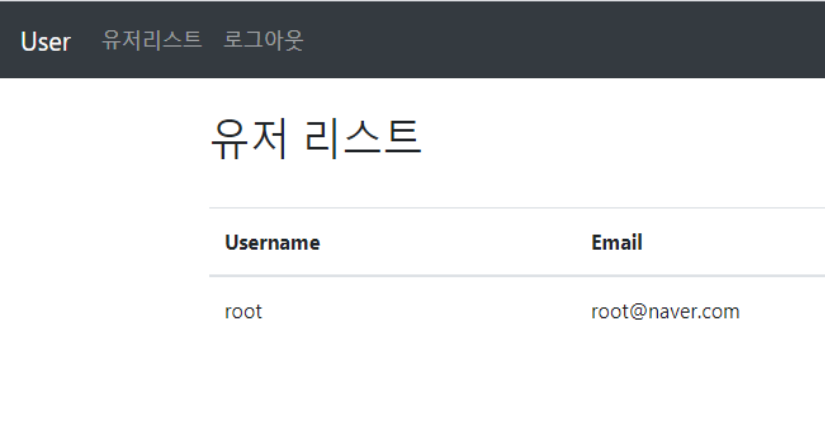 User 유저리스트 로그아웃
유저 리스트
Username Email
root root@naver.com